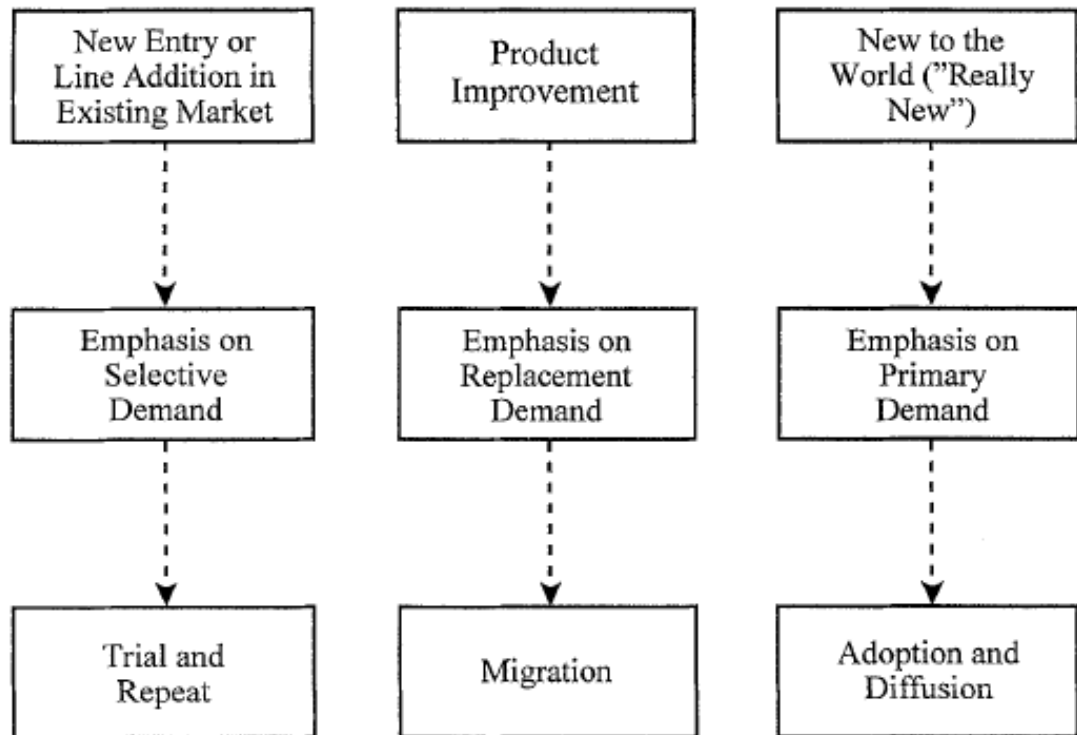 New Entry or
Line Addition in
Existing Market
Product
Improvement
New to the
World (”Really
New”)
Emphasis on
Selective
Demand
Emphasis on
Replacement
Demand
Emphasis on
Primary
Demand
Trial and
Repeat
Migration
Adoption and
Diffusion